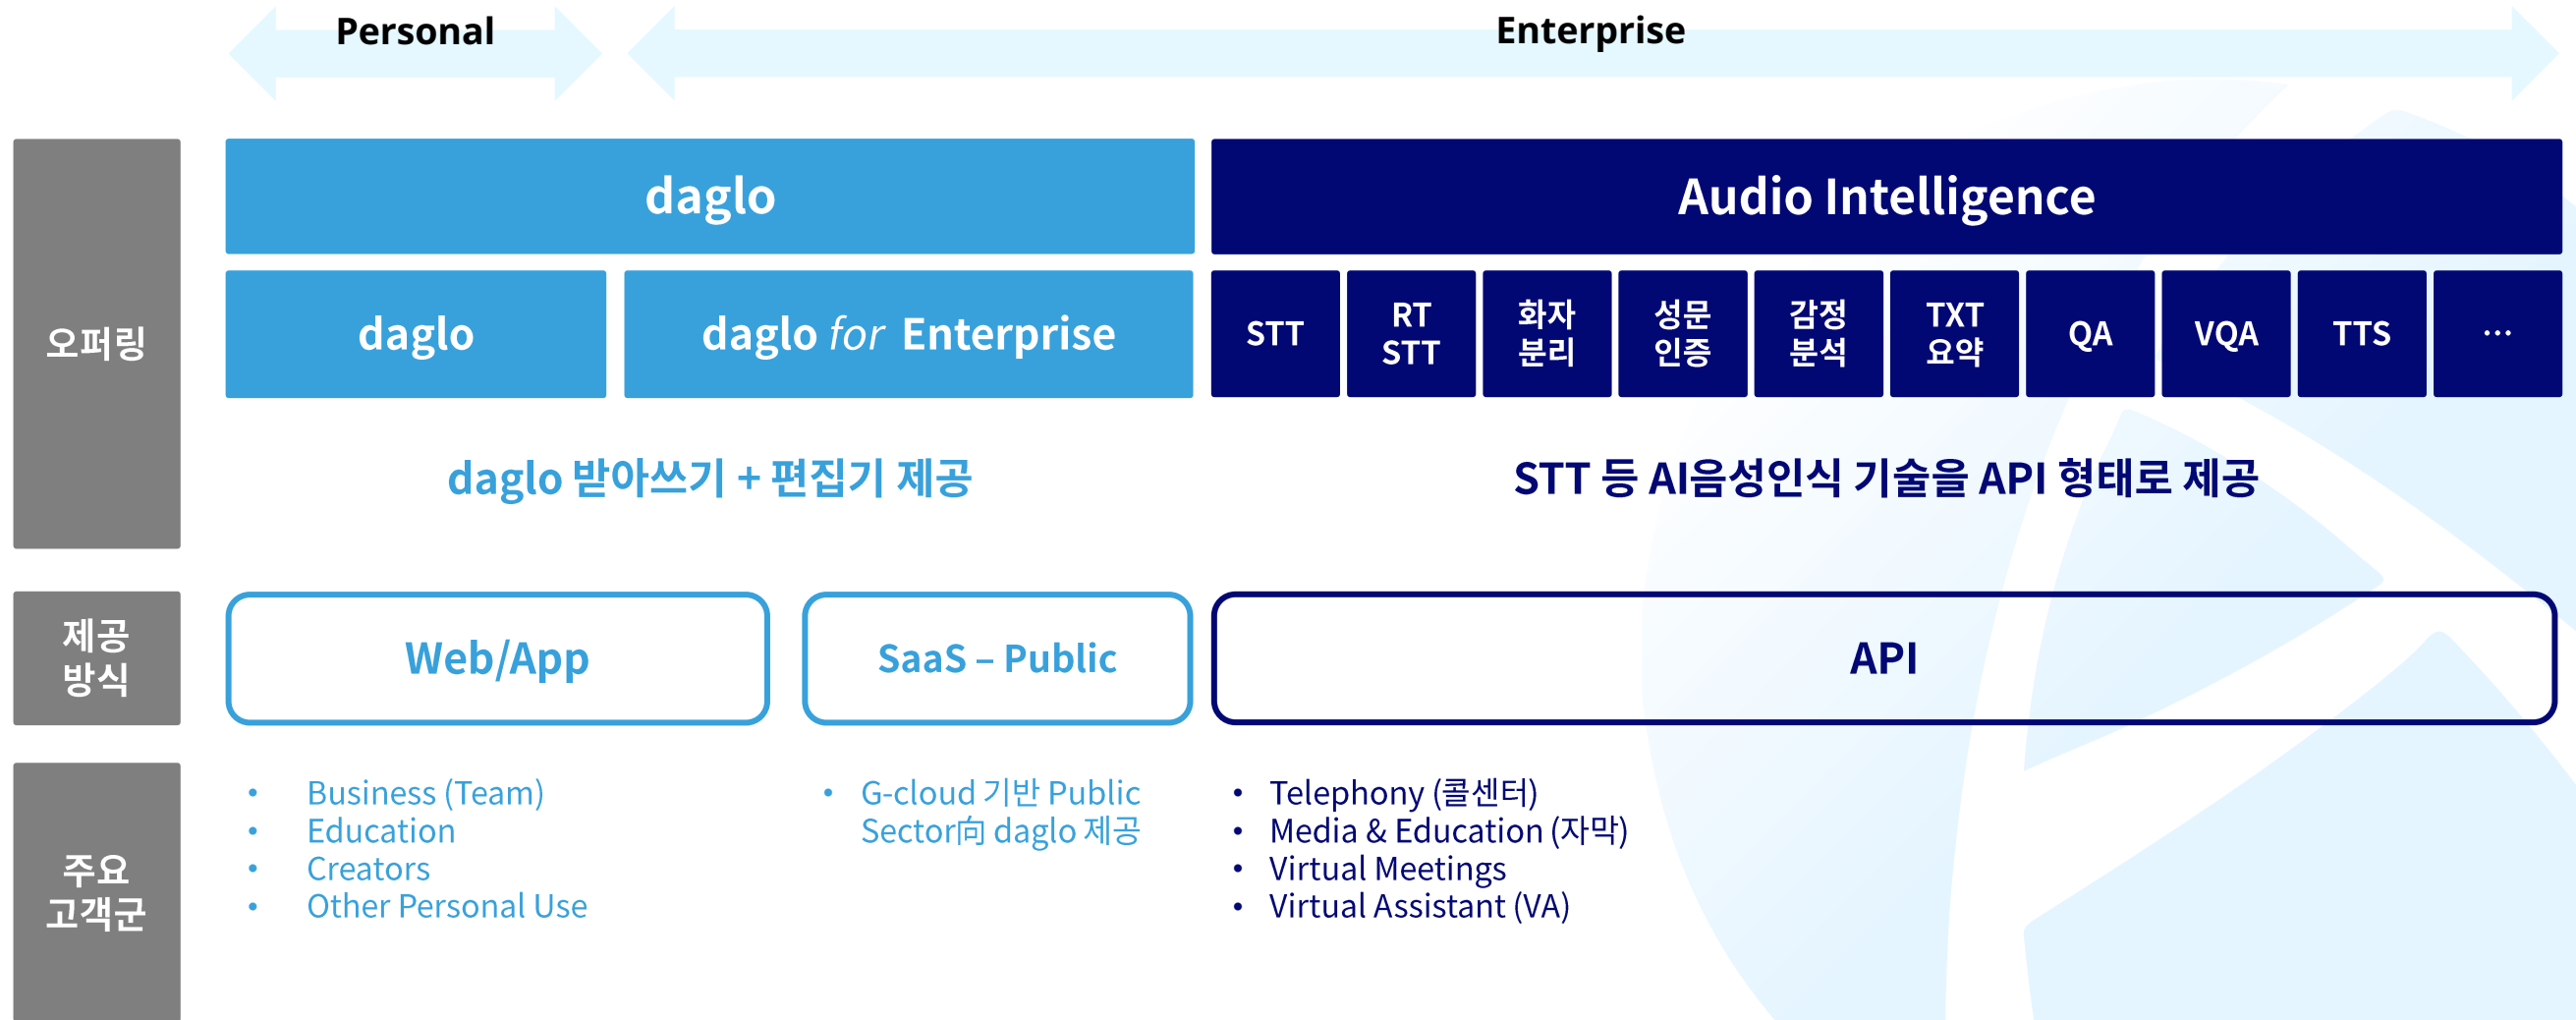 Personal
Enterprise
오퍼링
daglo
Audio Intelligence
daglo
daglo for Enterprise
STT
RT
STT
화자
분리
성문
인증
감정
분석
TXT
요약
QA
VQA
TTS
…
daglo 받아쓰기 + 편집기 제공
STT 등 AI음성인식 기술을 API 형태로 제공
제공
방식
Web/App
SaaS – Public
API
주요
고객군
• Business (Team)
• Education
• Creators
• Other Personal Use
• G-cloud 기반 Public
Sector向 daglo 제공
• Telephony (콜센터)
• Media & Education (자막)
• Virtual Meetings
• Virtual Assistant (VA)